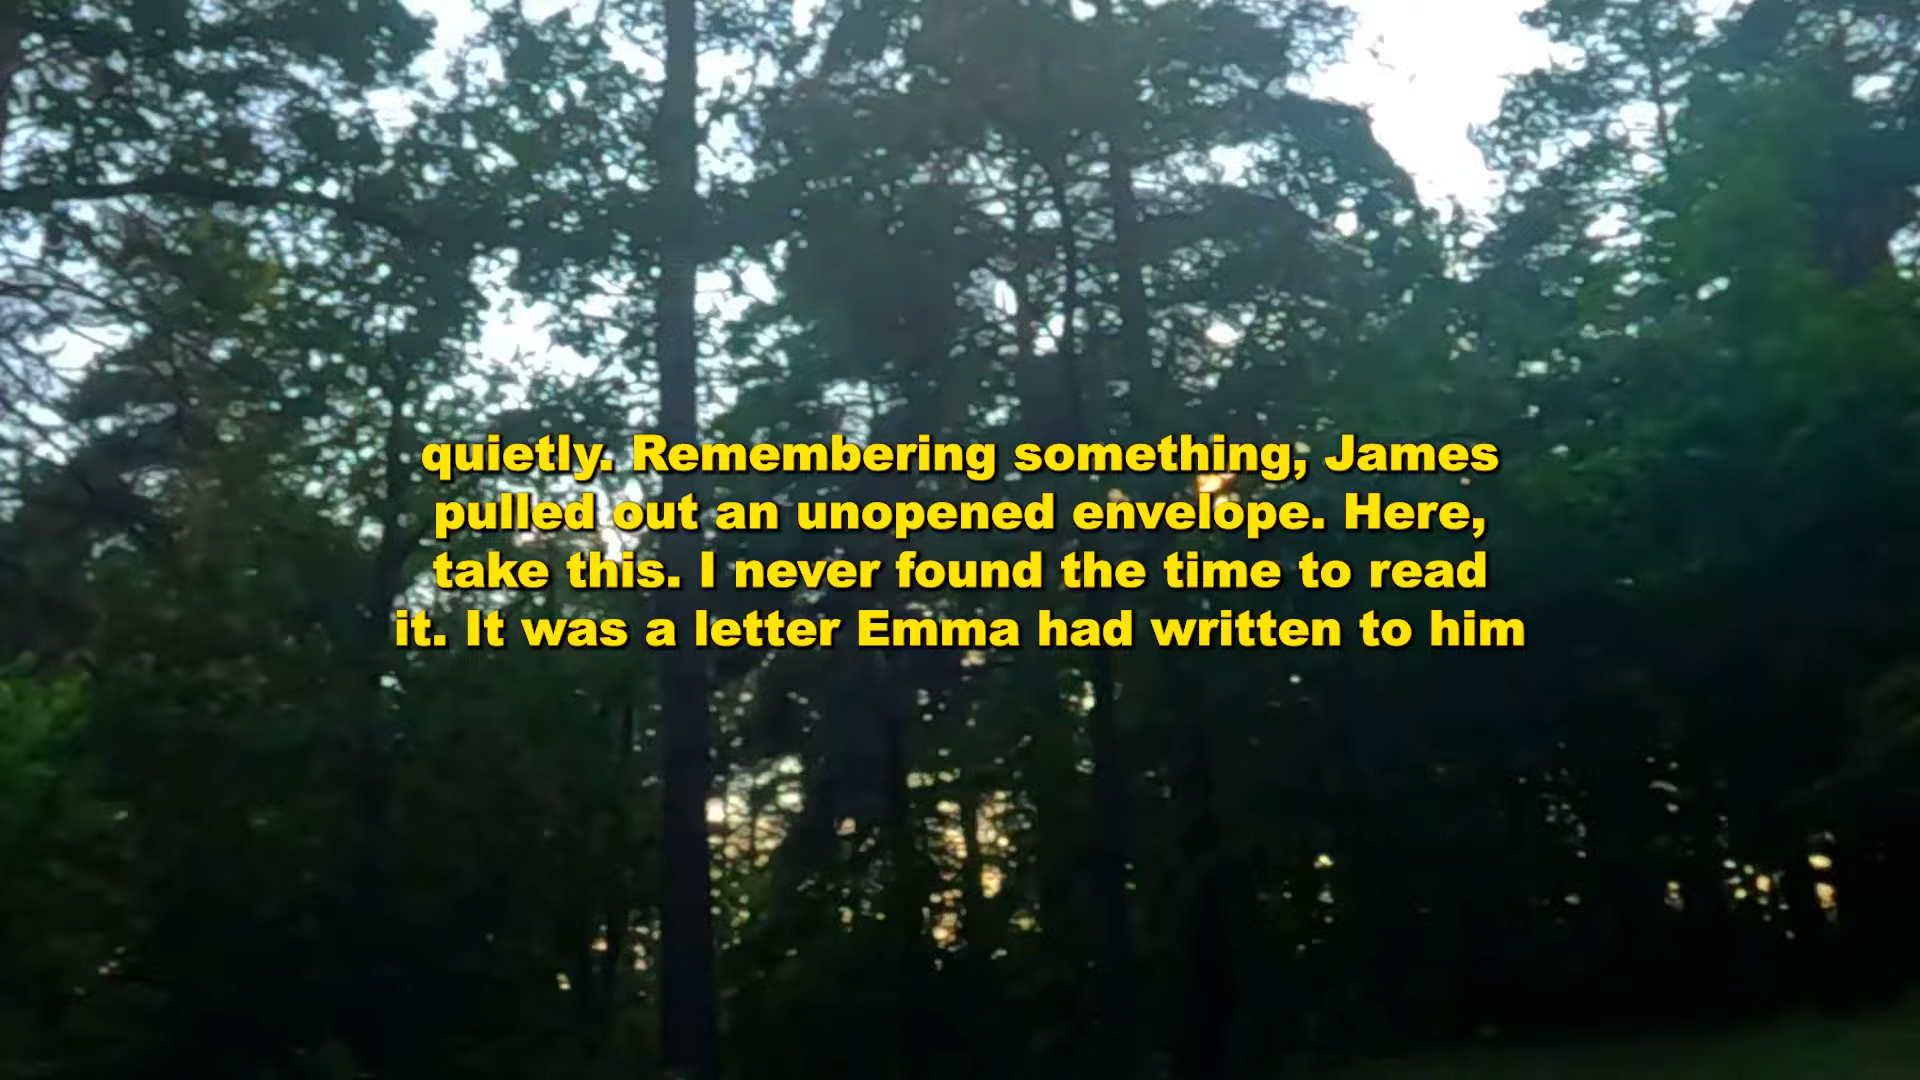 quietly. Remembering something, James
pulled out an unopened envelope. Here,
take this. I never found the time to read
it. It was a letter Emma had written to him